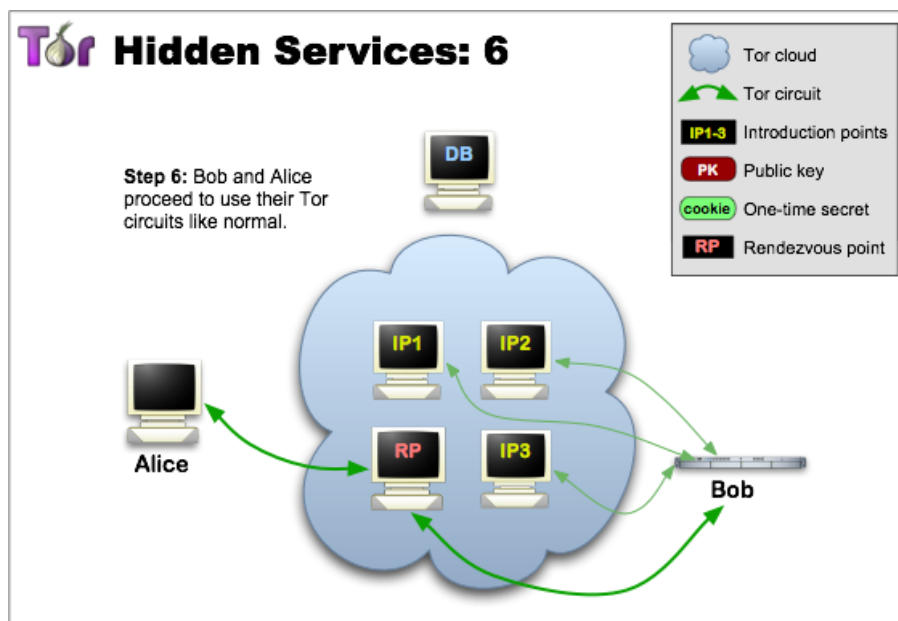 Tor Hidden Services: 6
Step 6: Bob and Alice
proceed to use their Tor
circuits like normal.
DB
Tor cloud
Tor circuit
IP1-3 Introduction points
PK Public key
cookie One-time secret
RP Rendezvous point
IP1 IP2
Alice
RP IP3
Bob